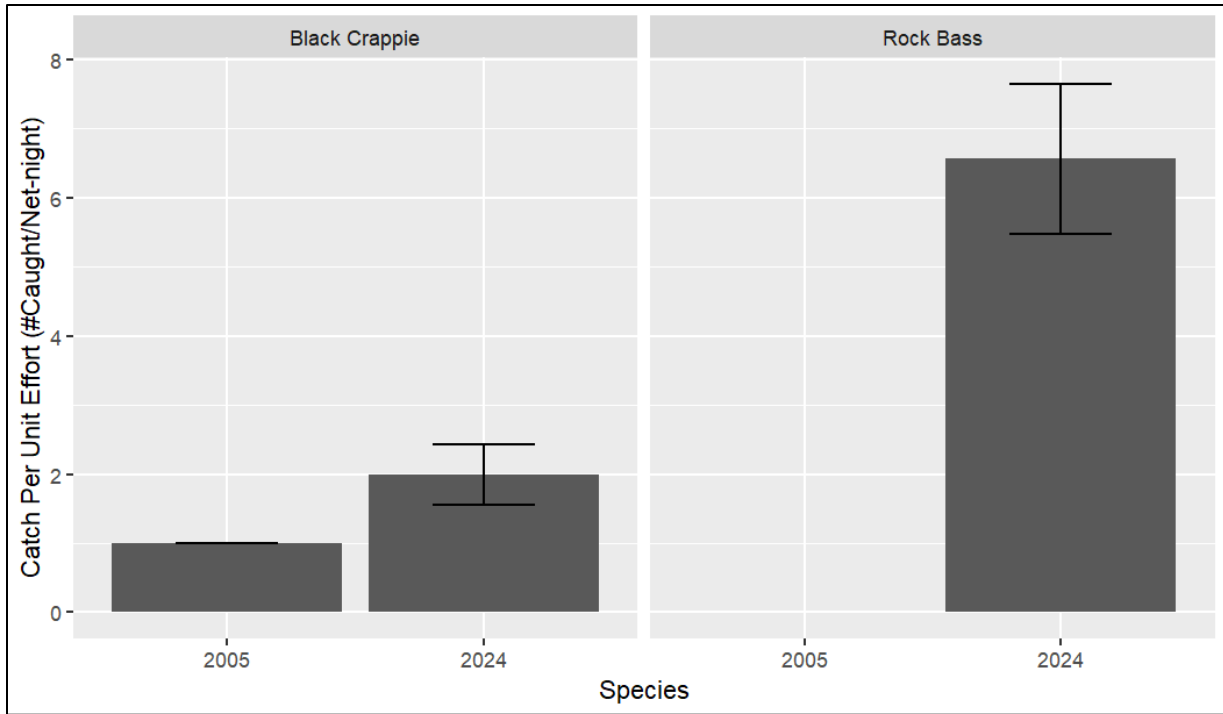 Black Crappie
Rock Bass
Catch Per Unit Effort (#Caught/Net-night)
8
6
4
2
0
2005
2024
2005
2024
Species